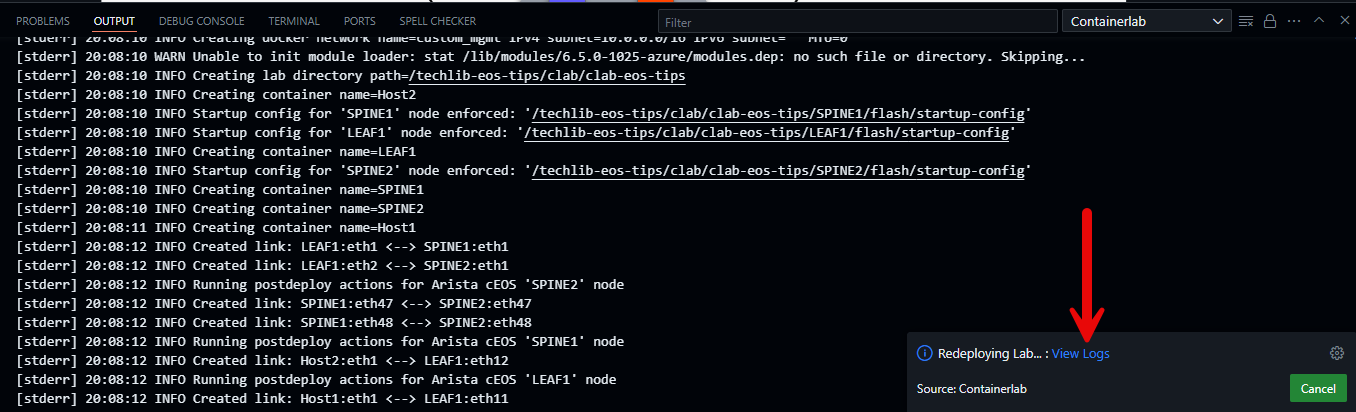 PROBLEMS OUTPUT DEBUG CONSOLE TERMINAL PORTS SPELL CHECKER Filter Containerlab
[stderr] 20:08:10 INFO Creating docker network name=custom_mgmt IPv4 subnet=10.0.0.0/16 IPv6 subnet="" MTU=0
[stderr] 20:08:10 WARN Unable to init module loader: stat /lib/modules/6.5.0-1025-azure/modules.dep: no such file or directory. Skipping...
[stderr] 20:08:10 INFO Creating lab directory path=/techlib-eos-tips/clab/clab-eos-tips
[stderr] 20:08:10 INFO Creating container name=Host2
[stderr] 20:08:10 INFO Startup config for 'SPINE1' node enforced: '/techlib-eos-tips/clab/clab-eos-tips/SPINE1/flash/startup-config'
[stderr] 20:08:10 INFO Startup config for 'LEAF1' node enforced: '/techlib-eos-tips/clab/clab-eos-tips/LEAF1/flash/startup-config'
[stderr] 20:08:10 INFO Creating container name=LEAF1
[stderr] 20:08:10 INFO Startup config for 'SPINE2' node enforced: '/techlib-eos-tips/clab/clab-eos-tips/SPINE2/flash/startup-config'
[stderr] 20:08:10 INFO Creating container name=SPINE1
[stderr] 20:08:10 INFO Creating container name=SPINE2
[stderr] 20:08:11 INFO Creating container name=Host1
[stderr] 20:08:12 INFO Created link: LEAF1:eth1 <--> SPINE1:eth1
[stderr] 20:08:12 INFO Created link: LEAF1:eth2 <--> SPINE2:eth1
[stderr] 20:08:12 INFO Running postdeploy actions for Arista cEOS 'SPINE2' node
[stderr] 20:08:12 INFO Created link: SPINE1:eth47 <--> SPINE2:eth47
[stderr] 20:08:12 INFO Created link: SPINE1:eth48 <--> SPINE2:eth48
[stderr] 20:08:12 INFO Running postdeploy actions for Arista cEOS 'SPINE1' node
[stderr] 20:08:12 INFO Created link: Host2:eth1 <--> LEAF1:eth12
[stderr] 20:08:12 INFO Running postdeploy actions for Arista cEOS 'LEAF1' node
[stderr] 20:08:12 INFO Created link: Host1:eth1 <--> LEAF1:eth11
Redeploying Lab... : View Logs
Source: Containerlab
Cancel